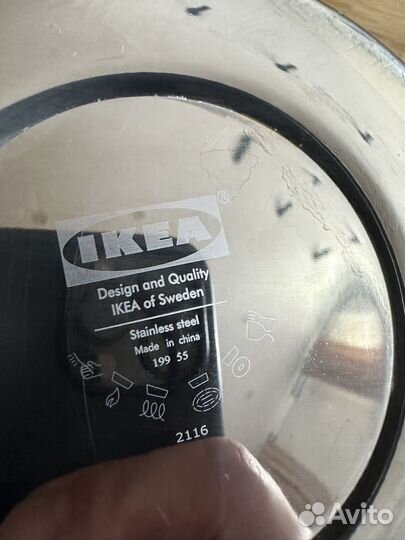 IKEA®
Design and Quality
IKEA of Sweden
Stainless steel
Made in china
199 55
2116
Avito